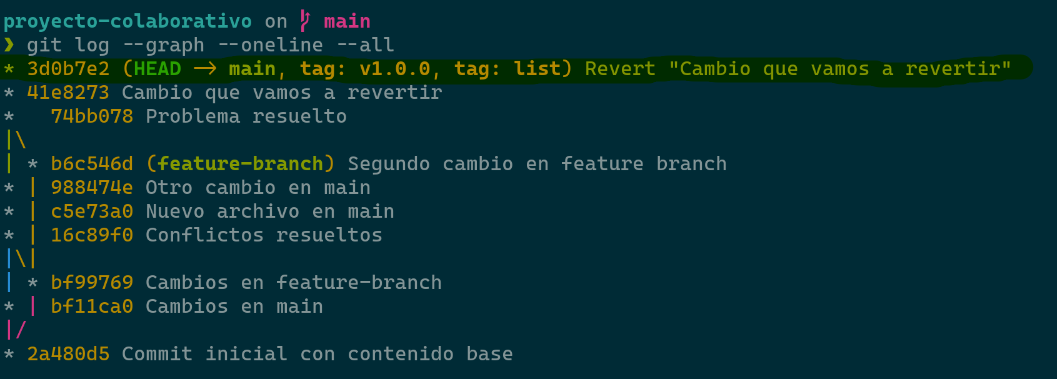 proyecto-colaborativo on main
❯ git log --graph --oneline --all
* 3d0b7e2 (HEAD -> main, tag: v1.0.0, tag: list) Revert "Cambio que vamos a revertir"
* 41e8273 Cambio que vamos a revertir
*   74bb078 Problema resuelto
|\
| * b6c546d (feature-branch) Segundo cambio en feature branch
* | 988474e Otro cambio en main
* | c5e73a0 Nuevo archivo en main
* | 16c89f0 Conflictos resueltos
|\|
| * bf99769 Cambios en feature-branch
* | bf11ca0 Cambios en main
|/
* 2a480d5 Commit inicial con contenido base